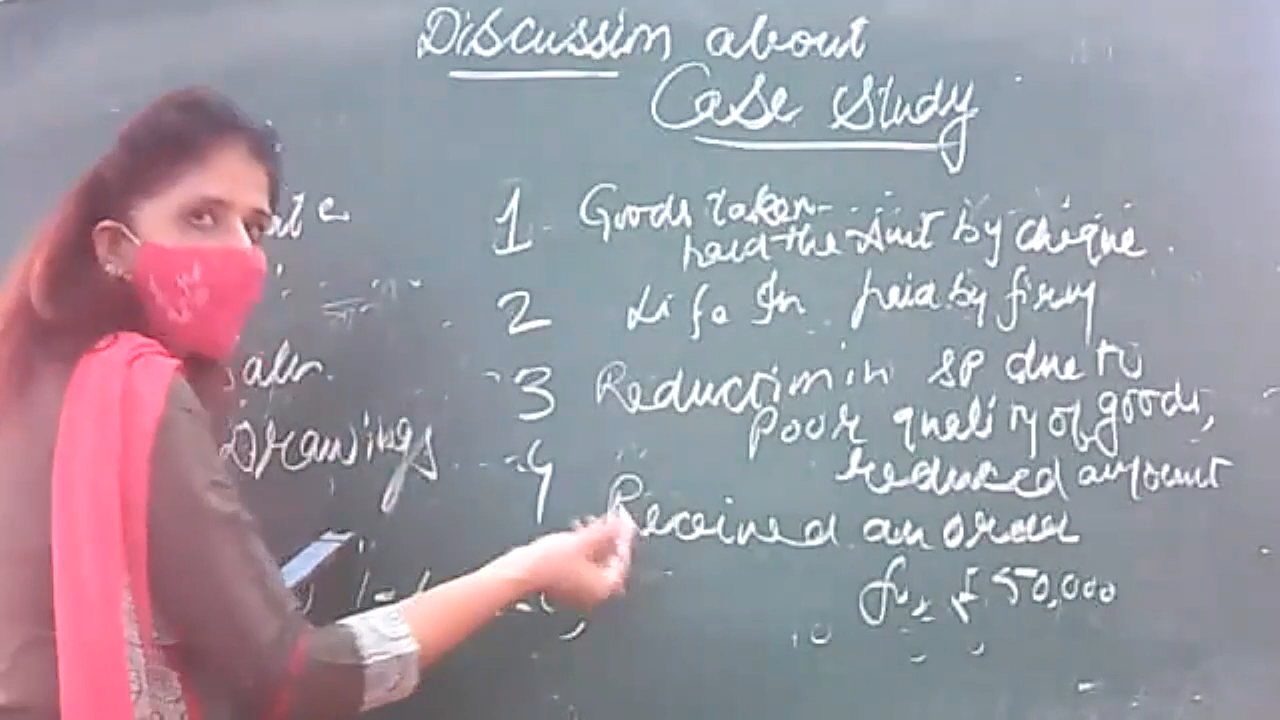 Discussion about
Case Study
1 Goods taken-
paid the Amt by cheque.
2 Life In paid by firm
3 Reduction in SP due to
poor quality of goods,
reduced amount
Drawings
4 Received an order
for ₹ 50,000